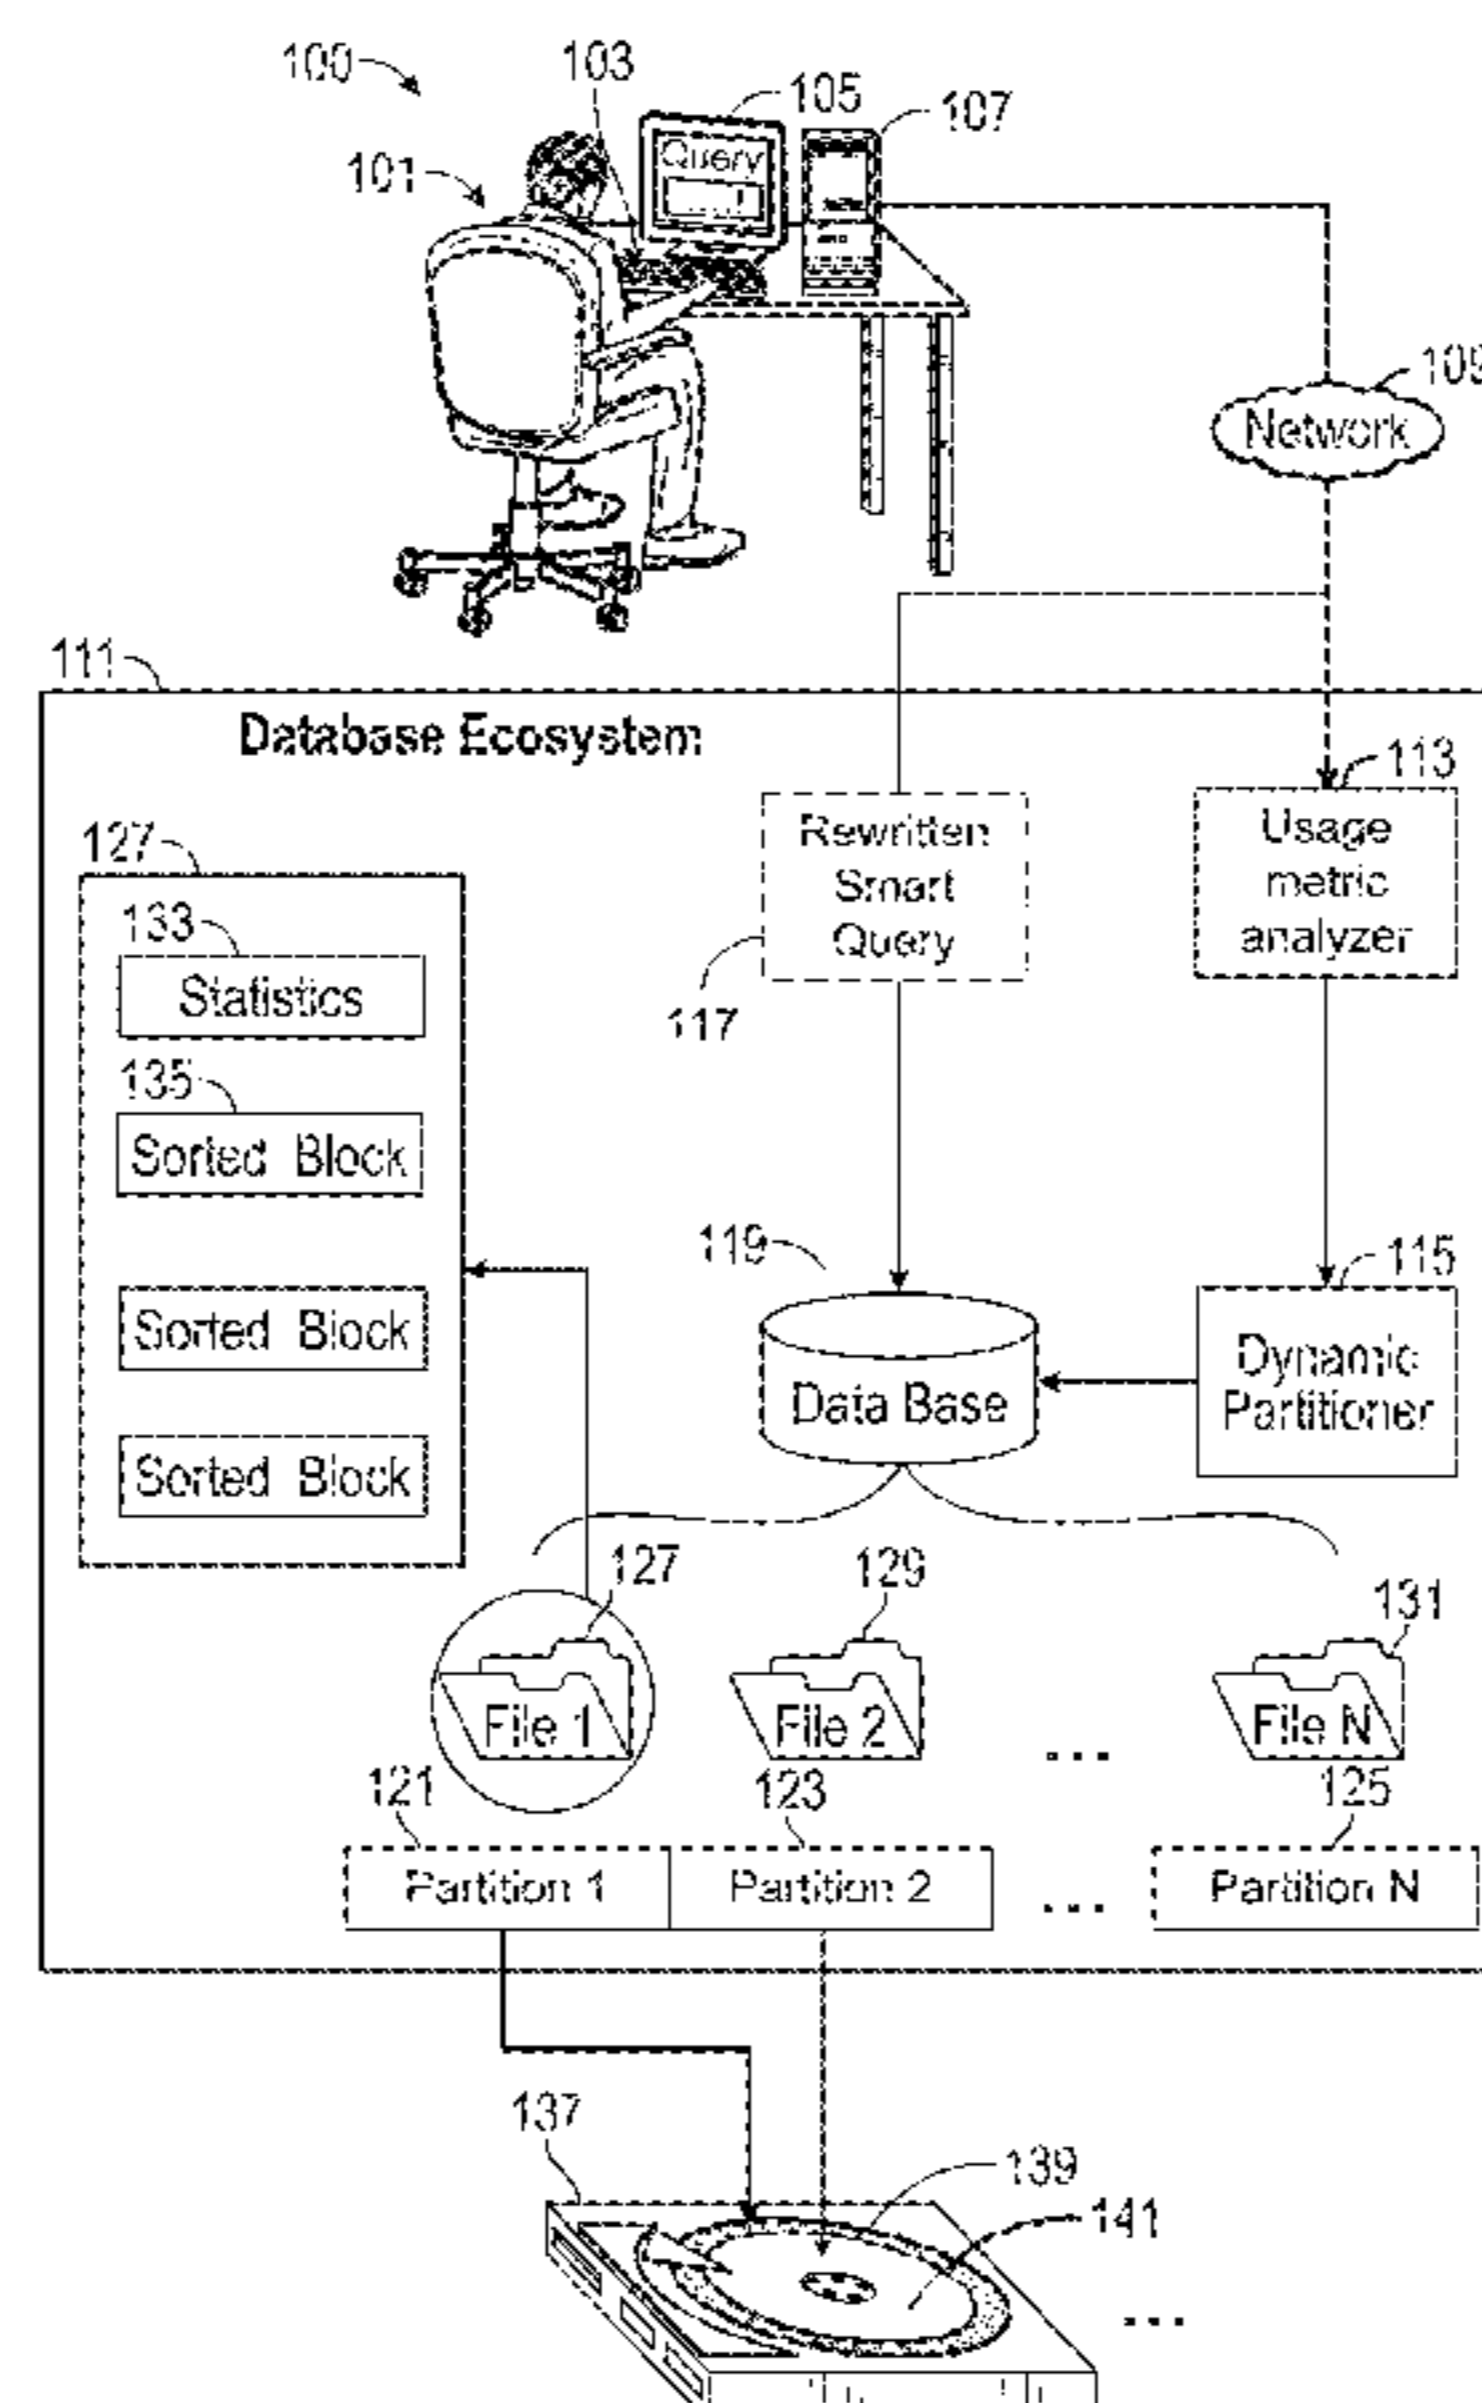 100
103
105
107
101
Query
109
Network
111
Database Ecosystem
113
Usage
metric
analyzer
Rewritten
Smart
Query
117
127
133
Statistics
135
Sorted Block
Sorted Block
Sorted Block
119
Data Base
115
Dynamic
Partitioner
127
File 1
129
File 2
...
131
File N
121
Partition 1
123
Partition 2
...
125
Partition N
137
139
141
...